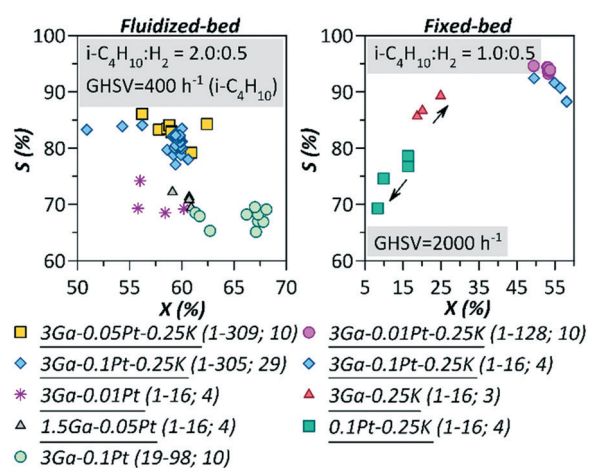 Fluidized-bed
Fixed-bed
i-C₄H₁₀:H₂ = 2.0:0.5
GHSV=400 h⁻¹ (i-C₄H₁₀)
i-C₄H₁₀:H₂ = 1.0:0.5
GHSV=2000 h⁻¹
S (%)
100
90
80
70
60
50 55 60 65 70
X (%)
S (%)
100
90
80
70
60
5 15 25 35 45 55
X (%)
3Ga-0.05Pt-0.25K (1-309; 10)
3Ga-0.1Pt-0.25K (1-305; 29)
3Ga-0.01Pt (1-16; 4)
1.5Ga-0.05Pt (1-16; 4)
3Ga-0.1Pt (19-98; 10)
3Ga-0.01Pt-0.25K (1-128; 10)
3Ga-0.1Pt-0.25K (1-16; 4)
3Ga-0.25K (1-16; 3)
0.1Pt-0.25K (1-16; 4)